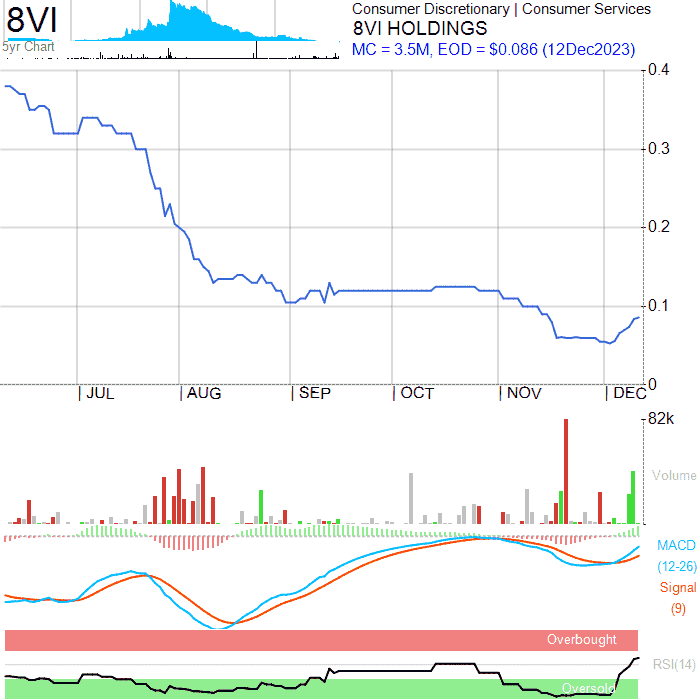 8VI
5yr Chart
Consumer Discretionary | Consumer Services
8VI HOLDINGS
MC = 3.5M, EOD = $0.086 (12Dec2023)
0.4
0.3
0.2
0.1
0
| JUL | AUG | SEP | OCT | NOV | DEC
82k
Volume
MACD
(12-26)
Signal
(9)
Overbought
RSI(14)
Oversold